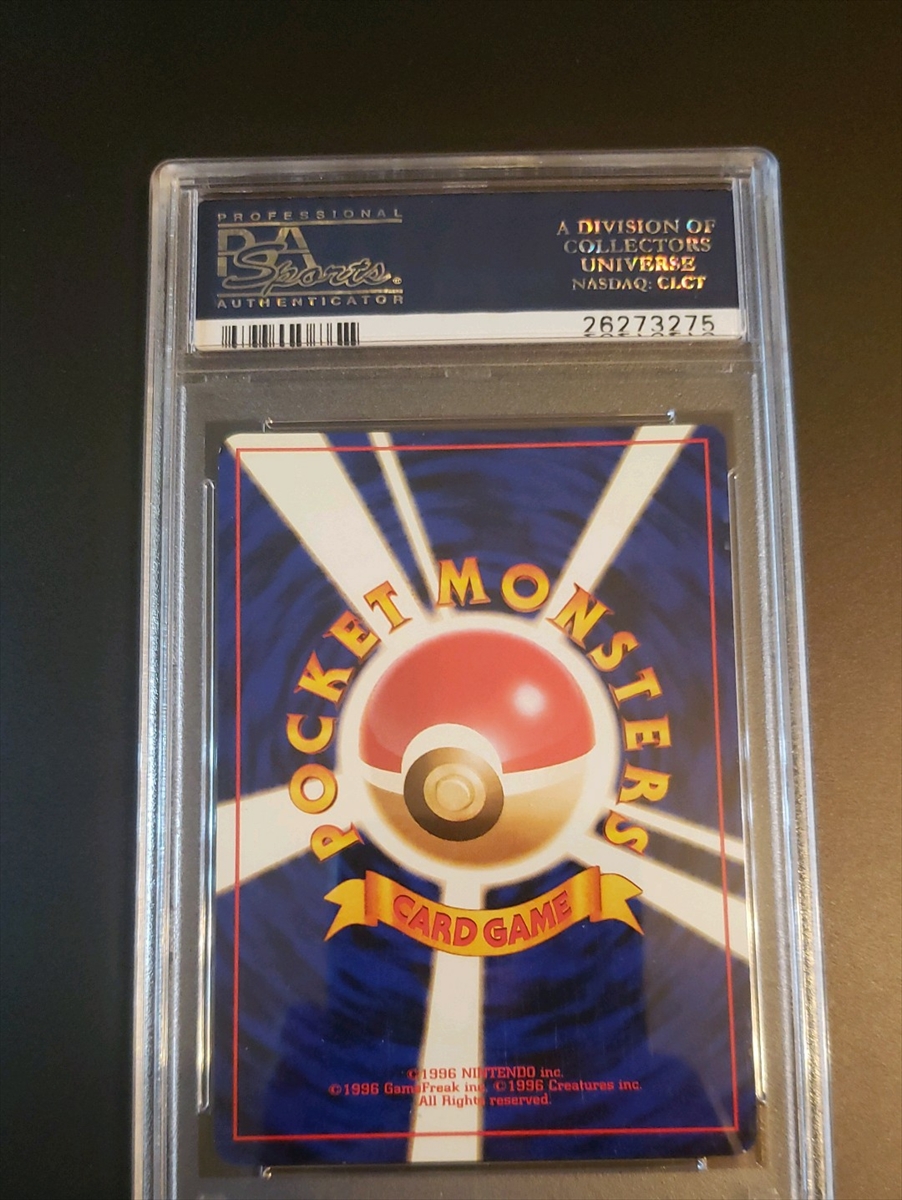 PROFESSIONAL
PSA
Sports
AUTHENTICATOR
A DIVISION OF
COLLECTORS
UNIVERSE
NASDAQ: CLCT
26273275
POCKET MONSTERS
CARD GAME
©1996 NINTENDO inc.
©1996 GameFreak inc. ©1996 Creatures inc.
All Rights reserved.